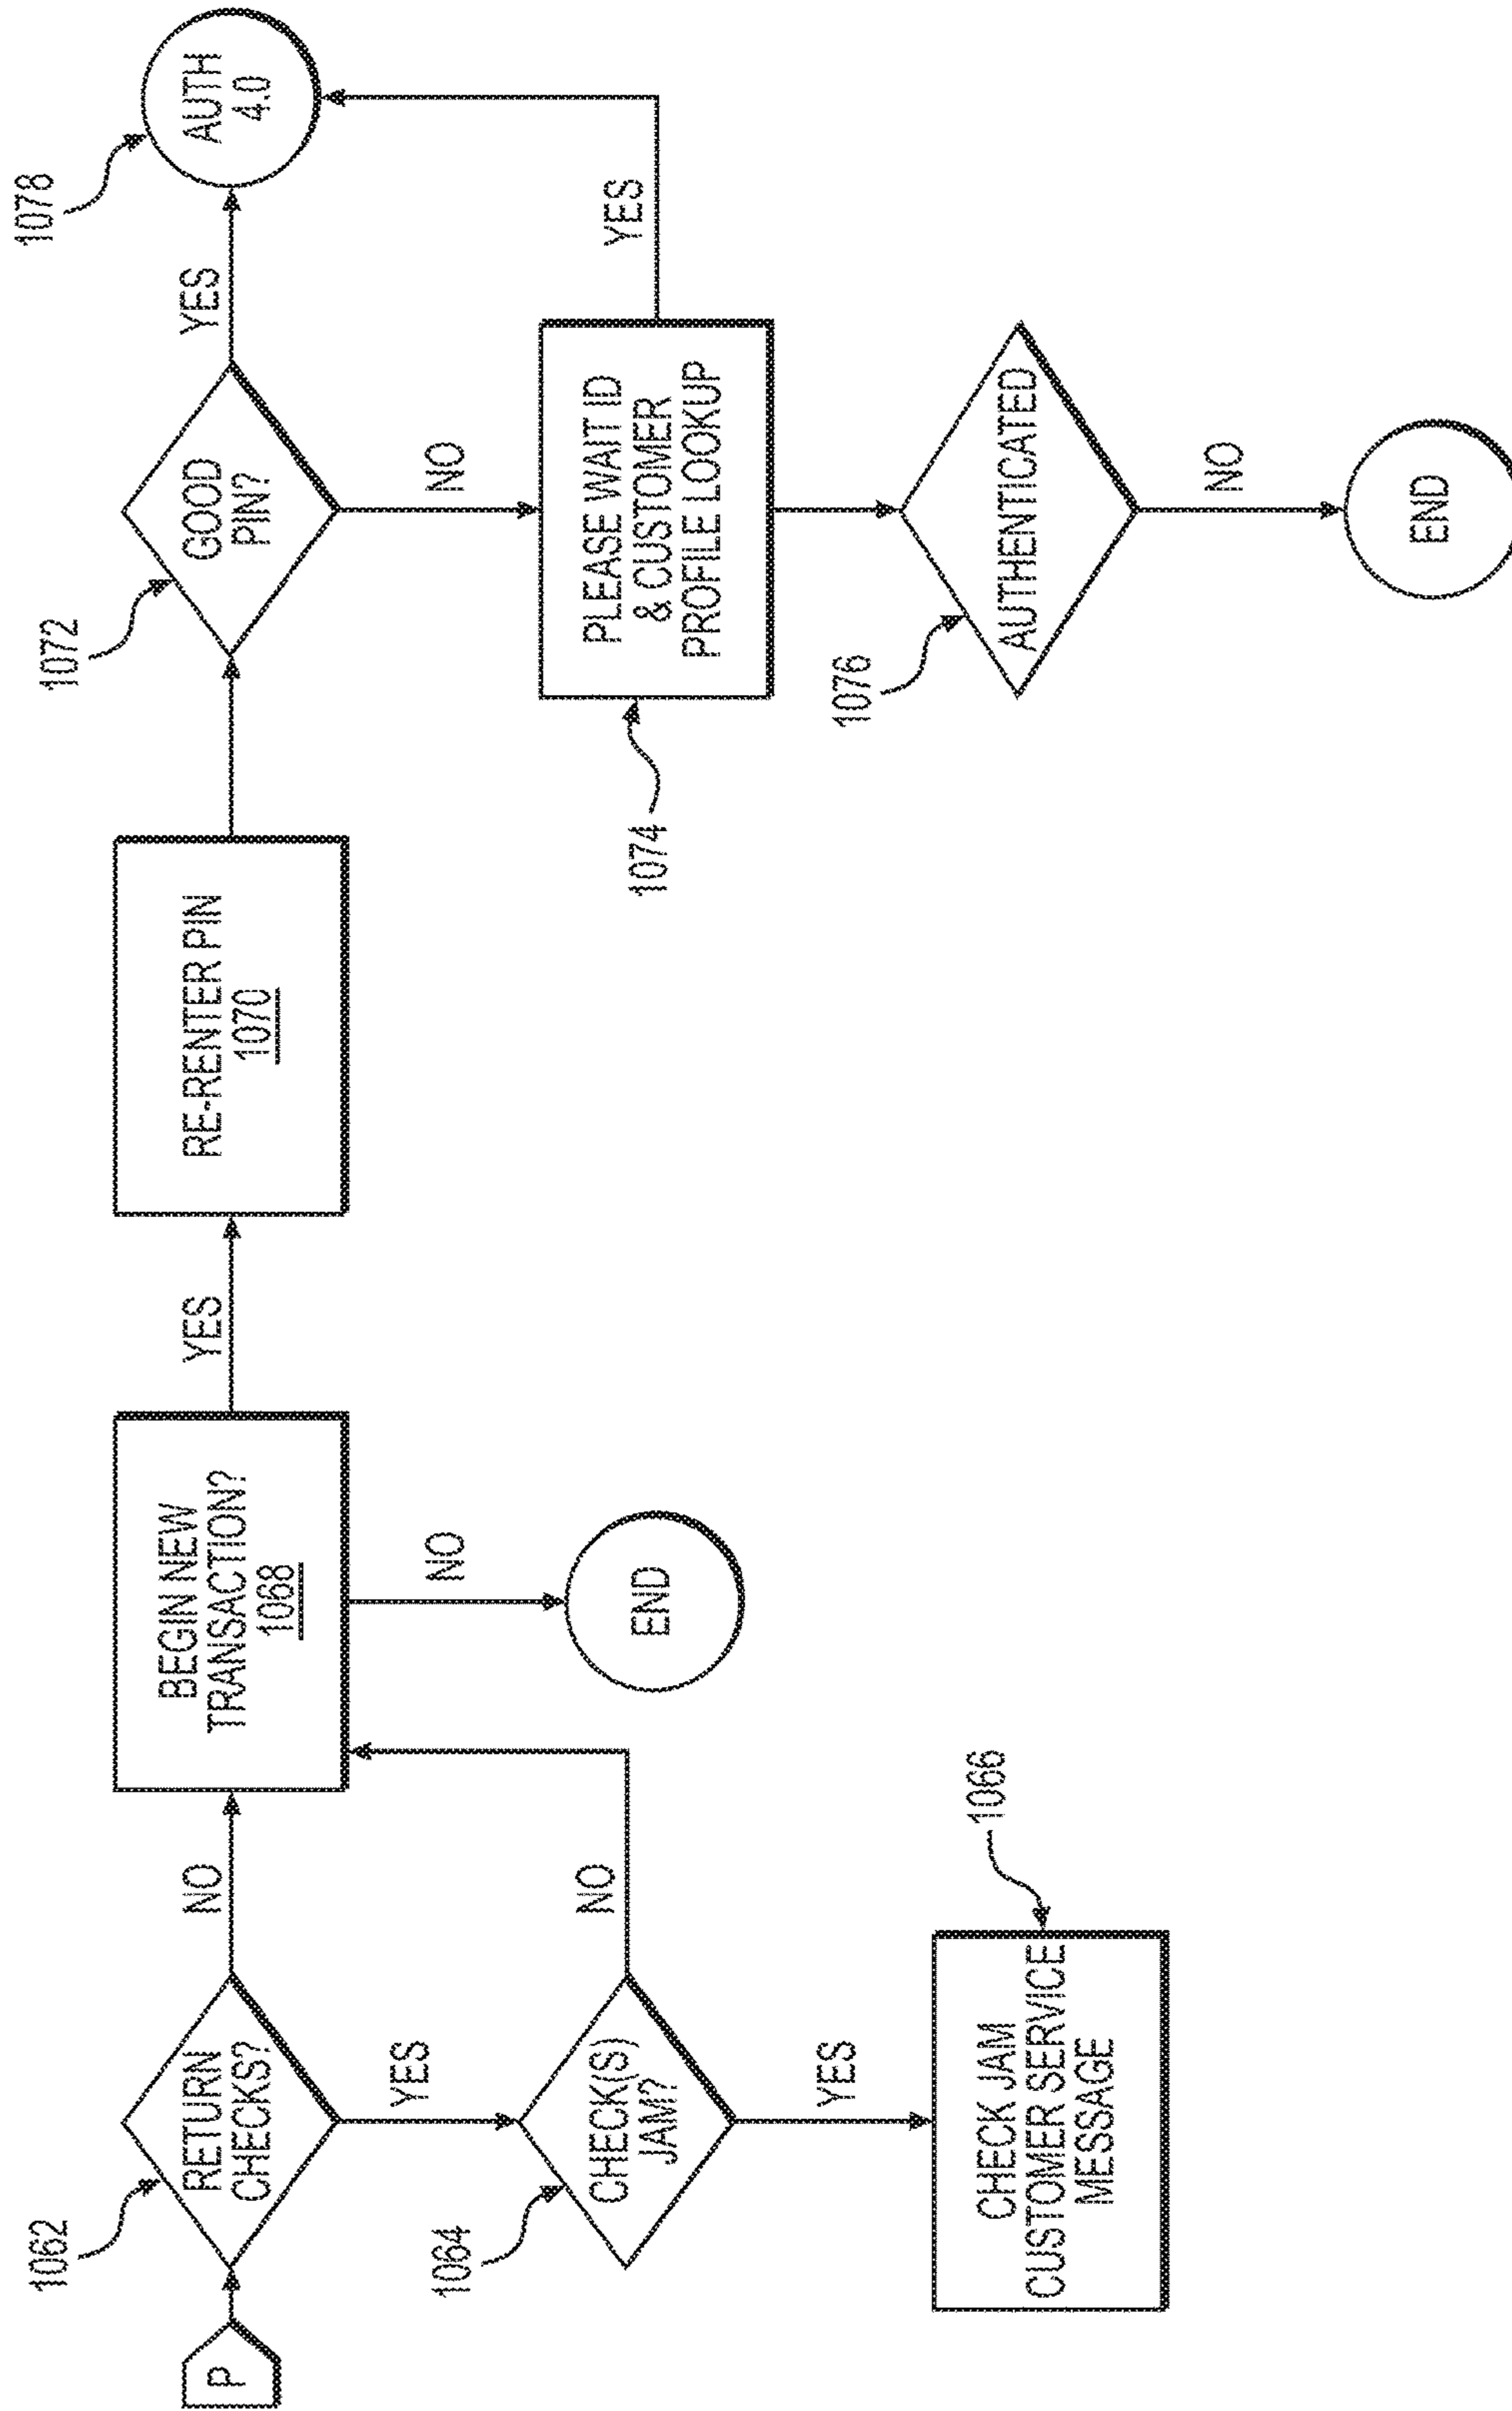 P
1062
RETURN
CHECKS?
NO
YES
1064
CHECK(S)
JAM?
NO
YES
CHECK JAM
CUSTOMER SERVICE
MESSAGE
1066
BEGIN NEW
TRANSACTION?
1068
NO
END
YES
RE-RENTER PIN
1070
1072
GOOD
PIN?
YES
NO
1074
PLEASE WAIT ID
& CUSTOMER
PROFILE LOOKUP
YES
1076
AUTHENTICATED
NO
END
1078
AUTH
4.0